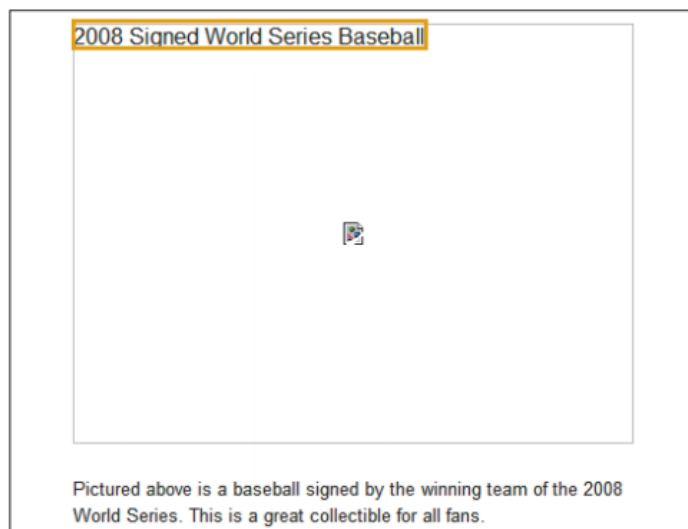 2008 Signed World Series Baseball
Pictured above is a baseball signed by the winning team of the 2008
World Series. This is a great collectible for all fans.